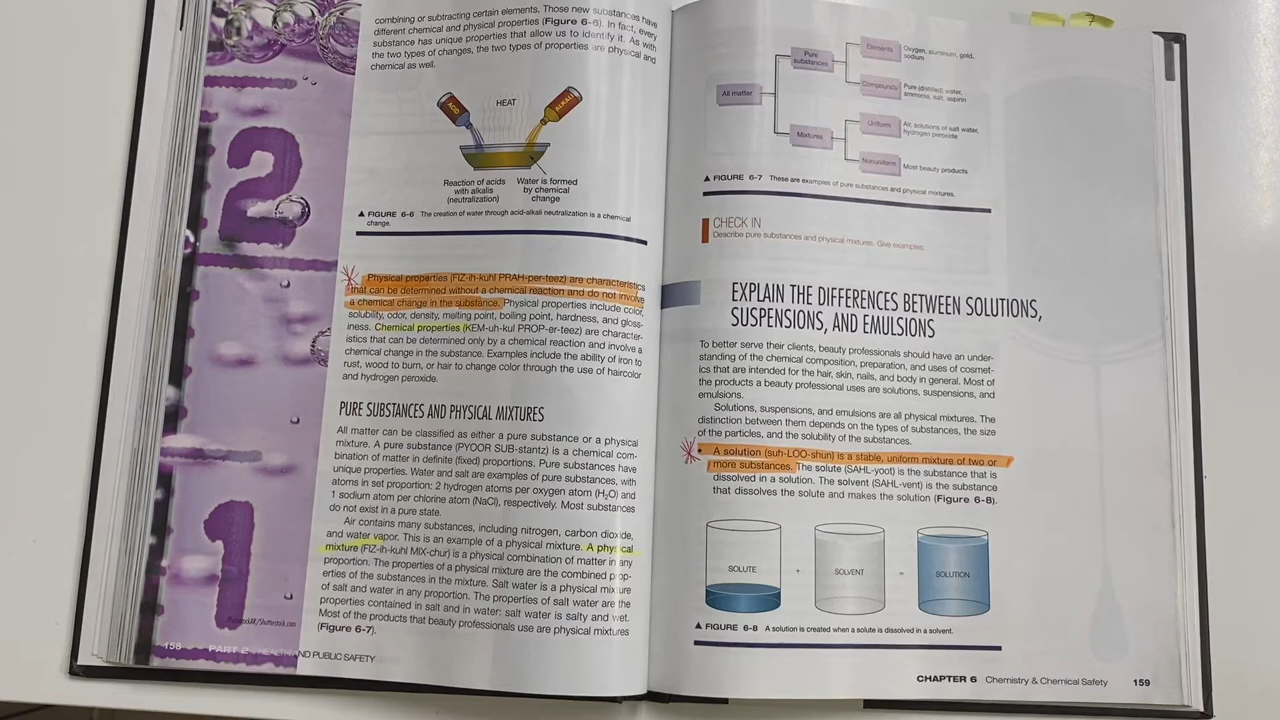 combining or subtracting certain elements. Those new substances have
different chemical and physical properties (Figure 6-6). In fact, every
substance has unique properties that allow us to identify it. As with
the two types of changes, the two types of properties are physical and
chemical as well.
ACID
HEAT
ALKALI
Reaction of acids
with alkalis
(neutralization)
Water is formed
by chemical
change
▲ FIGURE 6-6 The creation of water through acid-alkali neutralization is a chemical
change.
Physical properties (FIZ-ih-kuhl PRAH-per-teez) are characteristics
that can be determined without a chemical reaction and do not involve
a chemical change in the substance. Physical properties include color,
solubility, odor, density, melting point, boiling point, hardness, and gloss-
iness. Chemical properties (KEM-uh-kul PROP-er-teez) are character-
istics that can be determined only by a chemical reaction and involve a
chemical change in the substance. Examples include the ability of iron to
rust, wood to burn, or hair to change color through the use of haircolor
and hydrogen peroxide.
PURE SUBSTANCES AND PHYSICAL MIXTURES
All matter can be classified as either a pure substance or a physical
mixture. A pure substance (PYOOR SUB-stantz) is a chemical com-
bination of matter in definite (fixed) proportions. Pure substances have
unique properties. Water and salt are examples of pure substances, with
atoms in set proportion: 2 hydrogen atoms per oxygen atom (H₂O) and
1 sodium atom per chlorine atom (NaCl), respectively. Most substances
do not exist in a pure state.
Air contains many substances, including nitrogen, carbon dioxide,
and water vapor. This is an example of a physical mixture. A physical
mixture (FIZ-ih-kuhl MIX-chur) is a physical combination of matter in any
proportion. The properties of a physical mixture are the combined prop-
erties of the substances in the mixture. Salt water is a physical mixture
of salt and water in any proportion. The properties of salt water are the
properties contained in salt and in water: salt water is salty and wet.
Most of the products that beauty professionals use are physical mixtures
(Figure 6-7).
2
1
/Shutterstock.com
158 PART 2 HEALTH AND PUBLIC SAFETY
7
All matter
Pure
substances
Mixtures
Elements
Oxygen, aluminum, gold,
sodium
Compounds
Pure (distilled) water,
ammonia, salt, aspirin
Uniform
Air, solutions of salt water,
hydrogen peroxide
Nonuniform
Most beauty products
▲ FIGURE 6-7 These are examples of pure substances and physical mixtures.
CHECK IN
Describe pure substances and physical mixtures. Give examples.
EXPLAIN THE DIFFERENCES BETWEEN SOLUTIONS,
SUSPENSIONS, AND EMULSIONS
To better serve their clients, beauty professionals should have an under-
standing of the chemical composition, preparation, and uses of cosmet-
ics that are intended for the hair, skin, nails, and body in general. Most of
the products a beauty professional uses are solutions, suspensions, and
emulsions.
Solutions, suspensions, and emulsions are all physical mixtures. The
distinction between them depends on the types of substances, the size
of the particles, and the solubility of the substances.
• A solution (suh-LOO-shun) is a stable, uniform mixture of two or
more substances. The solute (SAHL-yoot) is the substance that is
dissolved in a solution. The solvent (SAHL-vent) is the substance
that dissolves the solute and makes the solution (Figure 6-8).
SOLUTE + SOLVENT = SOLUTION
▲ FIGURE 6-8 A solution is created when a solute is dissolved in a solvent.
CHAPTER 6 Chemistry & Chemical Safety 159